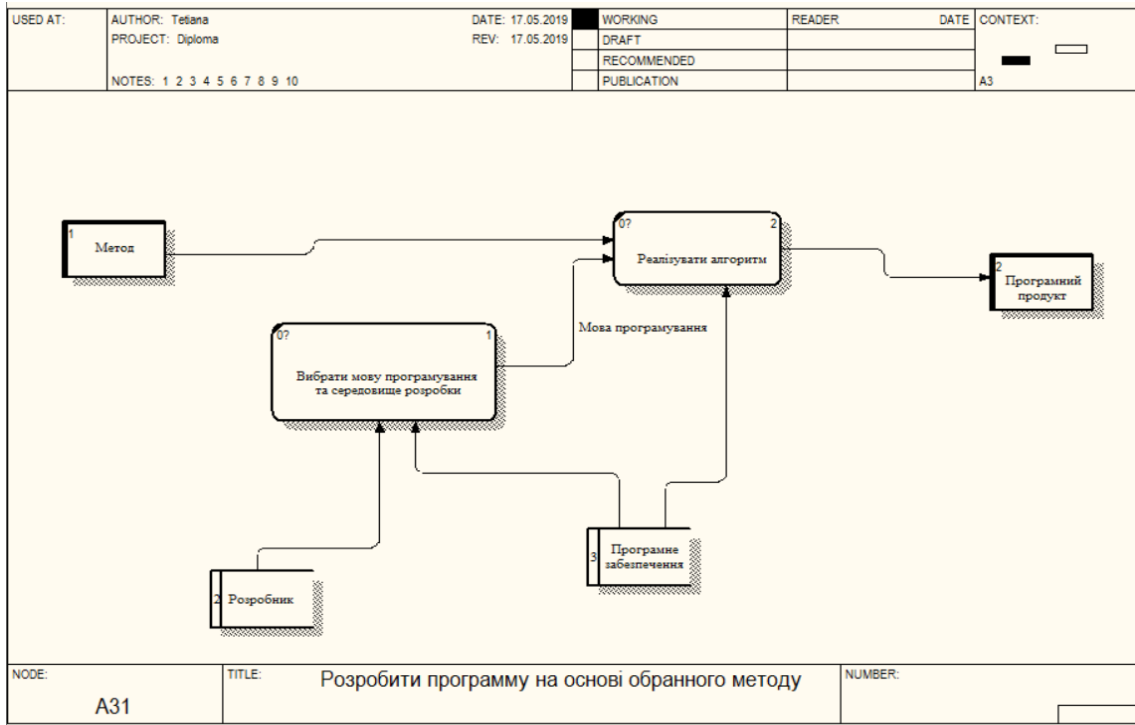 USED AT:
AUTHOR: Tetiana
DATE: 17.05.2019
WORKING
READER
DATE
CONTEXT:
PROJECT: Diploma
REV: 17.05.2019
DRAFT
RECOMMENDED
NOTES: 1 2 3 4 5 6 7 8 9 10
PUBLICATION
A3
1
Метод
0?
2
Реалізувати алгоритм
2
Програмний
продукт
Мова програмування
0?
1
Вибрати мову програмування
та середовище розробки
3
Програмне
забезпечення
2
Розробник
NODE:
A31
TITLE:
Розробити программу на основі обранного методу
NUMBER: